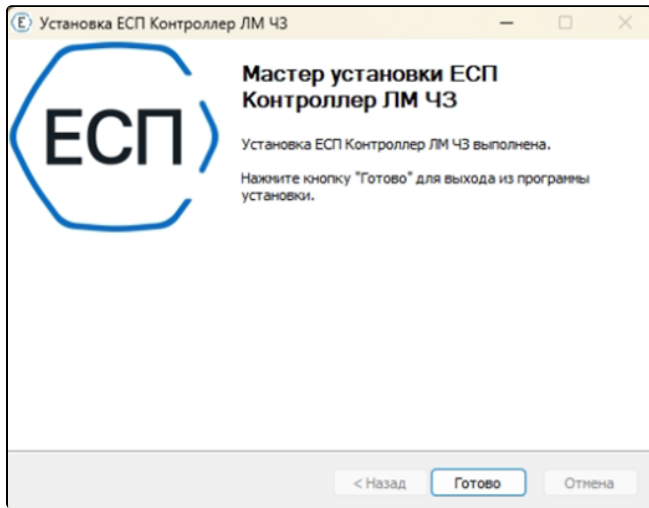 Установка ЕСП Контроллер ЛМ ЧЗ
ЕСП
Мастер установки ЕСП
Контроллер ЛМ ЧЗ
Установка ЕСП Контроллер ЛМ ЧЗ выполнена.
Нажмите кнопку "Готово" для выхода из программы
установки.
< Назад
Готово
Отмена